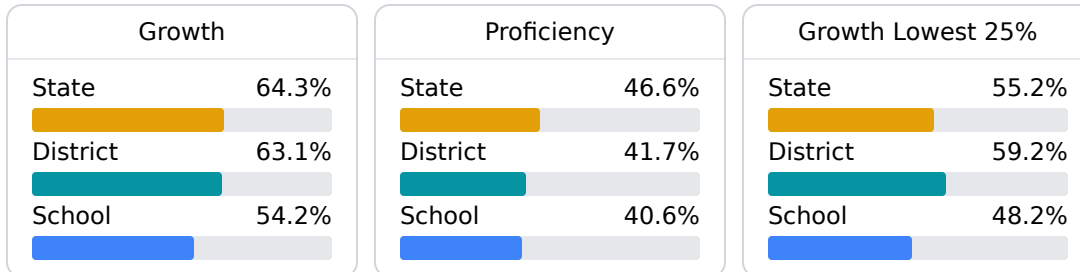 Growth
State 64.3%
District 63.1%
School 54.2%
Proficiency
State 46.6%
District 41.7%
School 40.6%
Growth Lowest 25%
State 55.2%
District 59.2%
School 48.2%